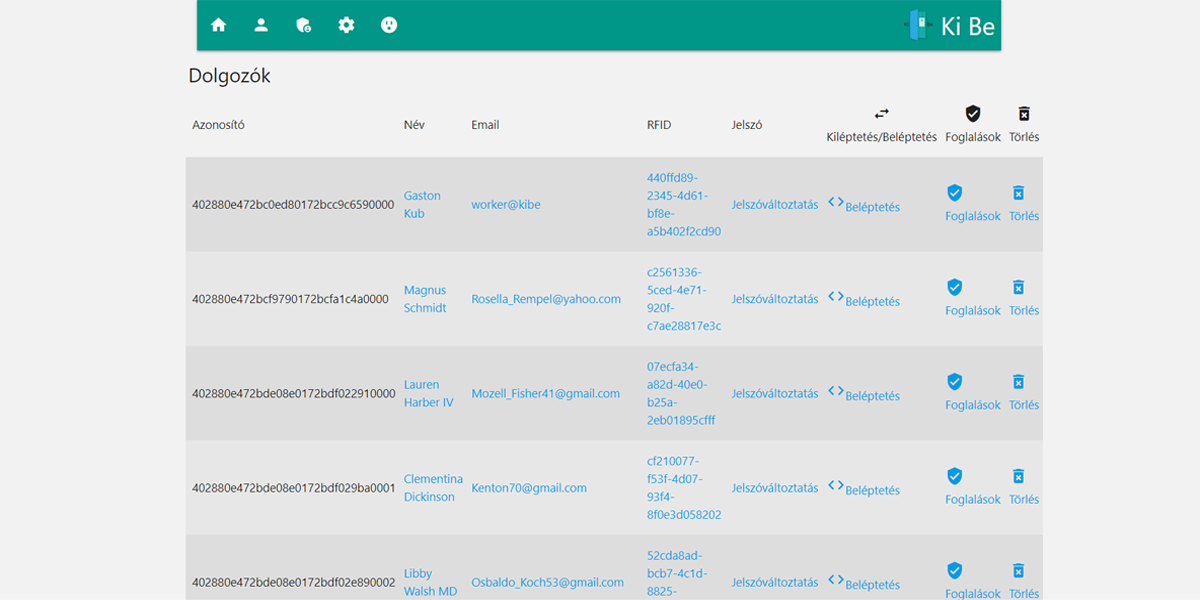 Ki Be
Dolgozók
Azonosító Név Email RFID Jelszó Kiléptetés/Beléptetés Foglalások Törlés
402880e472bc0ed80172bcc9c6590000 Gaston Kub worker@kibe 440ffd89-2345-4d61-bf8e-a5b402f2cd90 Jelszóváltoztatás Beléptetés Foglalások Törlés
402880e472bcf9790172bcfa1c4a0000 Magnus Schmidt Rosella_Rempel@yahoo.com c2561336-5ced-4e71-920f-c7ae28817e3c Jelszóváltoztatás Beléptetés Foglalások Törlés
402880e472bde08e0172bdf022910000 Lauren Harber IV Mozell_Fisher41@gmail.com 07ecfa34-a82d-40e0-b25a-2eb01895cfff Jelszóváltoztatás Beléptetés Foglalások Törlés
402880e472bde08e0172bdf029ba0001 Clementina Dickinson Kenton70@gmail.com cf210077-f53f-4d07-93f4-8f0e3d058202 Jelszóváltoztatás Beléptetés Foglalások Törlés
402880e472bde08e0172bdf02e890002 Libby Walsh MD Osbaldo_Koch53@gmail.com 52cda8ad-bcb7-4c1d-8825- Jelszóváltoztatás Beléptetés Foglalások Törlés